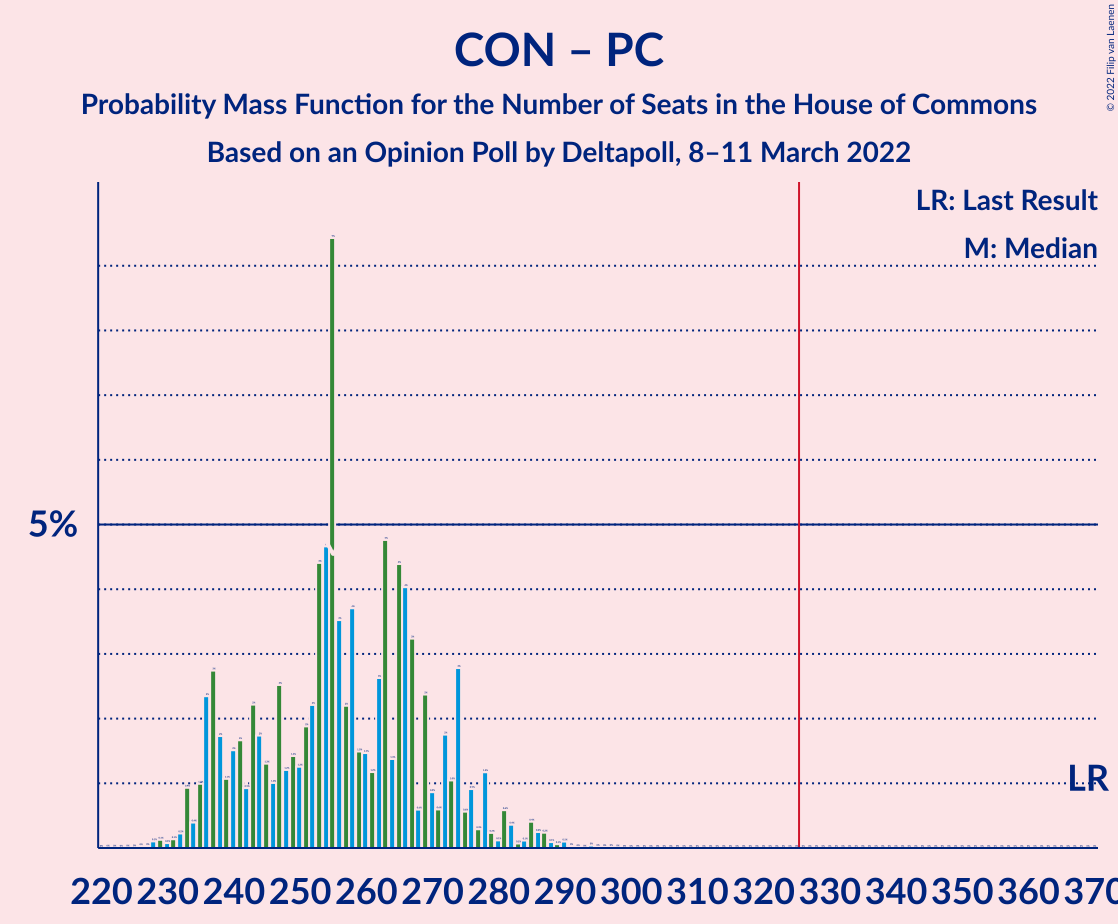 CON – PC
Probability Mass Function for the Number of Seats in the House of Commons
Based on an Opinion Poll by Deltapoll, 8–11 March 2022
© 2022 Filip van Laenen
LR: Last Result
M: Median
5%
LR
220 230 240 250 260 270 280 290 300 310 320 330 340 350 360 370